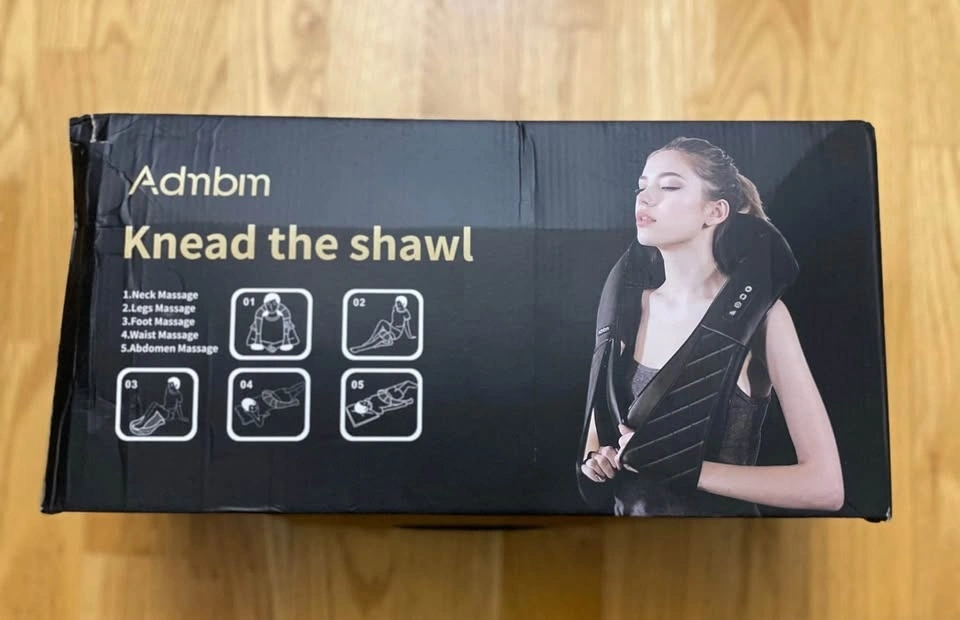 Admbm
Knead the shawl
1.Neck Massage
2.Legs Massage
3.Foot Massage
4.Waist Massage
5.Abdomen Massage
01
02
03
04
05